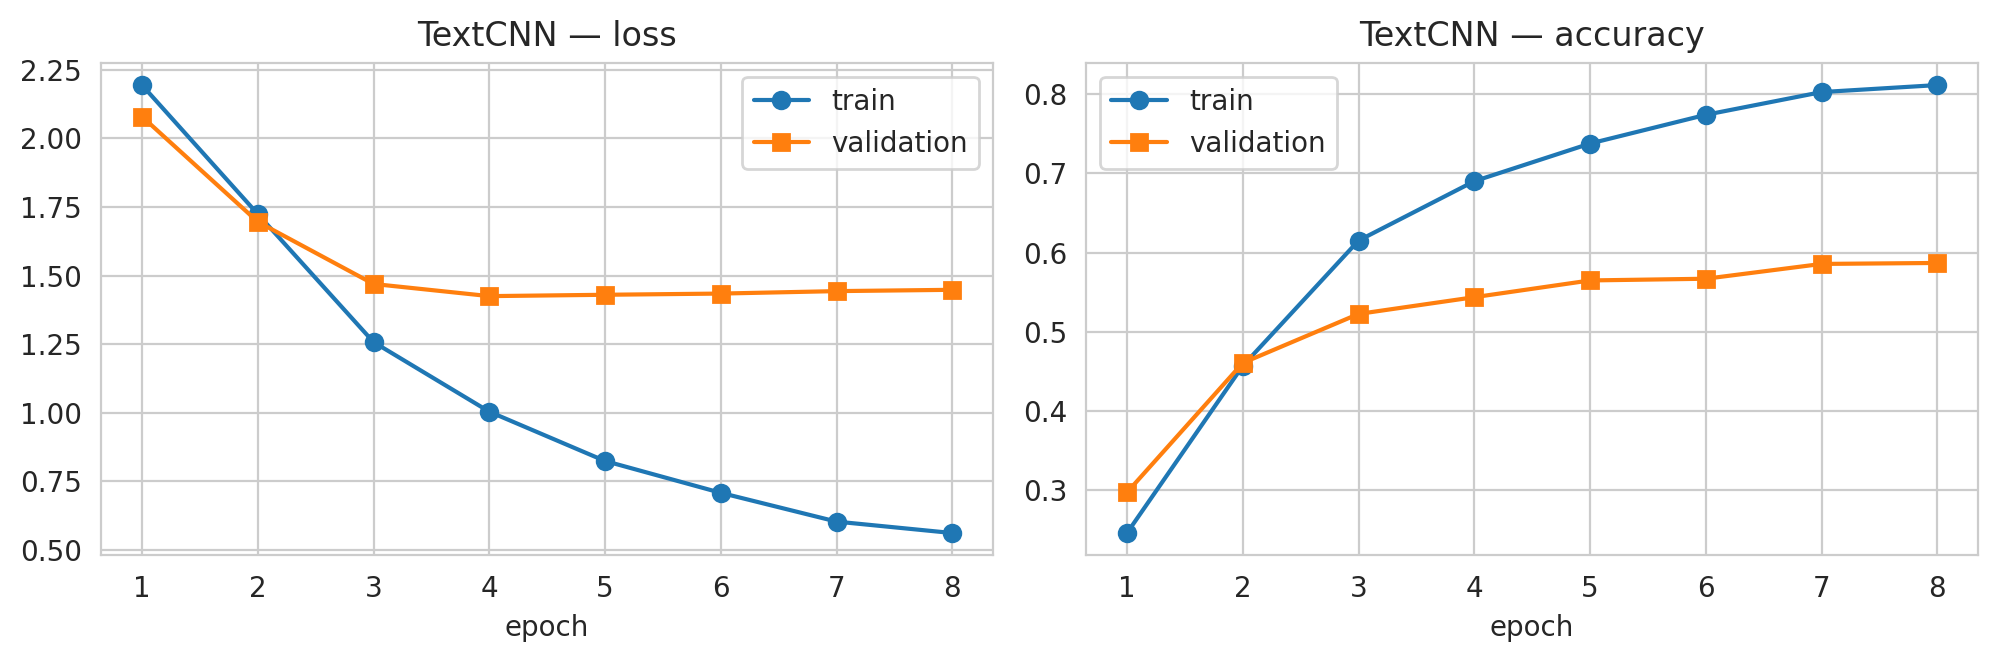 TextCNN — loss
2.25
2.00
1.75
1.50
1.25
1.00
0.75
0.50
train
validation
1 2 3 4 5 6 7 8
epoch
TextCNN — accuracy
0.8
0.7
0.6
0.5
0.4
0.3
train
validation
1 2 3 4 5 6 7 8
epoch